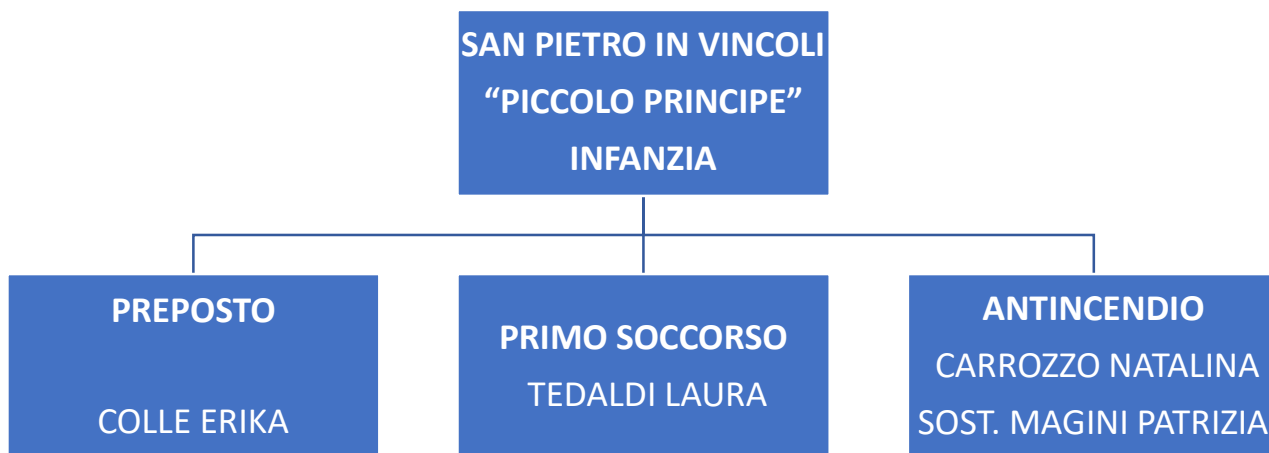 SAN PIETRO IN VINCOLI
“PICCOLO PRINCIPE”
INFANZIA
PREPOSTO
COLLE ERIKA
PRIMO SOCCORSO
TEDALDI LAURA
ANTINCENDIO
CARROZZO NATALINA
SOST. MAGINI PATRIZIA